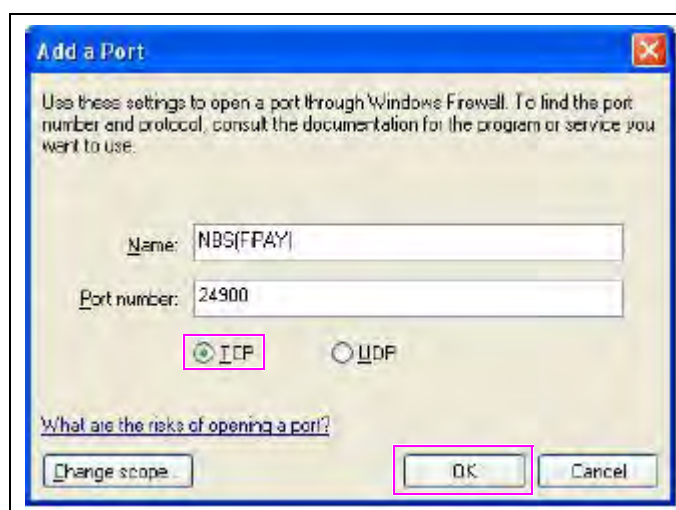 Add a Port
Use these settings to open a port through Windows Firewall. To find the port
number and protocol, consult the documentation for the program or service you
want to use.
Name: NBS(FPAY)
Port number: 24900
TCP UDP
What are the risks of opening a port?
Change scope...
OK Cancel